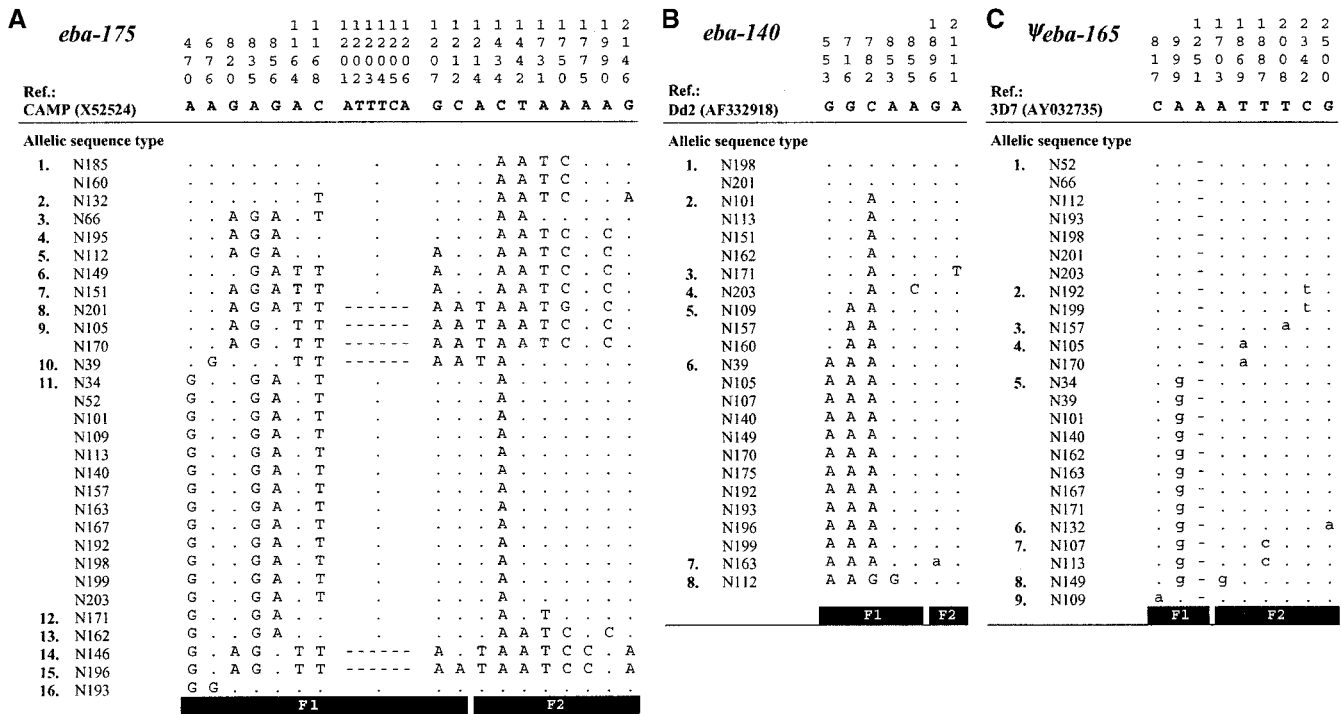 A
eba-175
Ref.:
CAMP (X52524) A A G A G A C ATTTCA G C A C T A A A A G
Allelic sequence type
1. N185 . . . . . . . . . . . A A T C . . .
N160 . . . . . . . . . . . A A T C . . .
2. N132 . . . . . . T . . . . A A T C . . A
3. N66 . . A G A . T . . . . A A . . . . .
4. N195 . . A G A . . . . . . A A T C . C .
5. N112 . . A G A . . . A . . A A T C . C .
6. N149 . . . G A T T . A . . A A T C . C .
7. N151 . . A G A T T . A . . A A T C . C .
8. N201 . . A G A T T ------ A A T A A T G . C .
9. N105 . . A G . T T ------ A A T A A T C . C .
N170 . . A G . T T ------ A A T A A T C . C .
10. N39 . G . . . T T ------ A A T A . . . . . .
11. N34 G . . G A . T . . . . A . . . . . .
N52 G . . G A . T . . . . A . . . . . .
N101 G . . G A . T . . . . A . . . . . .
N109 G . . G A . T . . . . A . . . . . .
N113 G . . G A . T . . . . A . . . . . .
N140 G . . G A . T . . . . A . . . . . .
N157 G . . G A . T . . . . A . . . . . .
N163 G . . G A . T . . . . A . . . . . .
N167 G . . G A . T . . . . A . . . . . .
N192 G . . G A . T . . . . A . . . . . .
N198 G . . G A . T . . . . A . . . . . .
N199 G . . G A . T . . . . A . . . . . .
N203 G . . G A . T . . . . A . . . . . .
12. N171 G . . G A . . . . . . A . T . . . .
13. N162 G . . G A . . . . . . A A T C . C .
14. N146 G . A G . T T ------ A . T A A T C C . A
15. N196 G . A G . T T ------ A A T A A T C C . A
16. N193 G G . . . . . . . . . . . . . . . .
F1 F2
B
eba-140
Ref.:
Dd2 (AF332918) G G C A A G A
Allelic sequence type
1. N198 . . . . . . .
N201 . . . . . . .
2. N101 . . A . . . .
N113 . . A . . . .
N151 . . A . . . .
N162 . . A . . . .
3. N171 . . A . . . T
4. N203 . . A . C . .
5. N109 . A A . . . .
N157 . A A . . . .
N160 . A A . . . .
6. N39 A A A . . . .
N105 A A A . . . .
N107 A A A . . . .
N140 A A A . . . .
N149 A A A . . . .
N170 A A A . . . .
N175 A A A . . . .
N192 A A A . . . .
N193 A A A . . . .
N196 A A A . . . .
N199 A A A . . . .
7. N163 A A A . . a .
8. N112 A A G G . . .
F1 F2
C
Ψeba-165
Ref.:
3D7 (AY032735) C A A A T T T C G
Allelic sequence type
1. N52 . . - . . . . . .
N66 . . - . . . . . .
N112 . . - . . . . . .
N193 . . - . . . . . .
N198 . . - . . . . . .
N201 . . - . . . . . .
N203 . . - . . . . . .
2. N192 . . - . . . . t .
N199 . . - . . . . t .
3. N157 . . - . . . a . .
4. N105 . . - . a . . . .
N170 . . - . a . . . .
5. N34 . g - . . . . . .
N39 . g - . . . . . .
N101 . g - . . . . . .
N140 . g - . . . . . .
N162 . g - . . . . . .
N163 . g - . . . . . .
N167 . g - . . . . . .
N171 . g - . . . . . .
6. N132 . g - . . . . . a
7. N107 . g - . . c . . .
N113 . g - . . c . . .
8. N149 . g - g . . . . .
9. N109 a . - . . . . . .
F1 F2